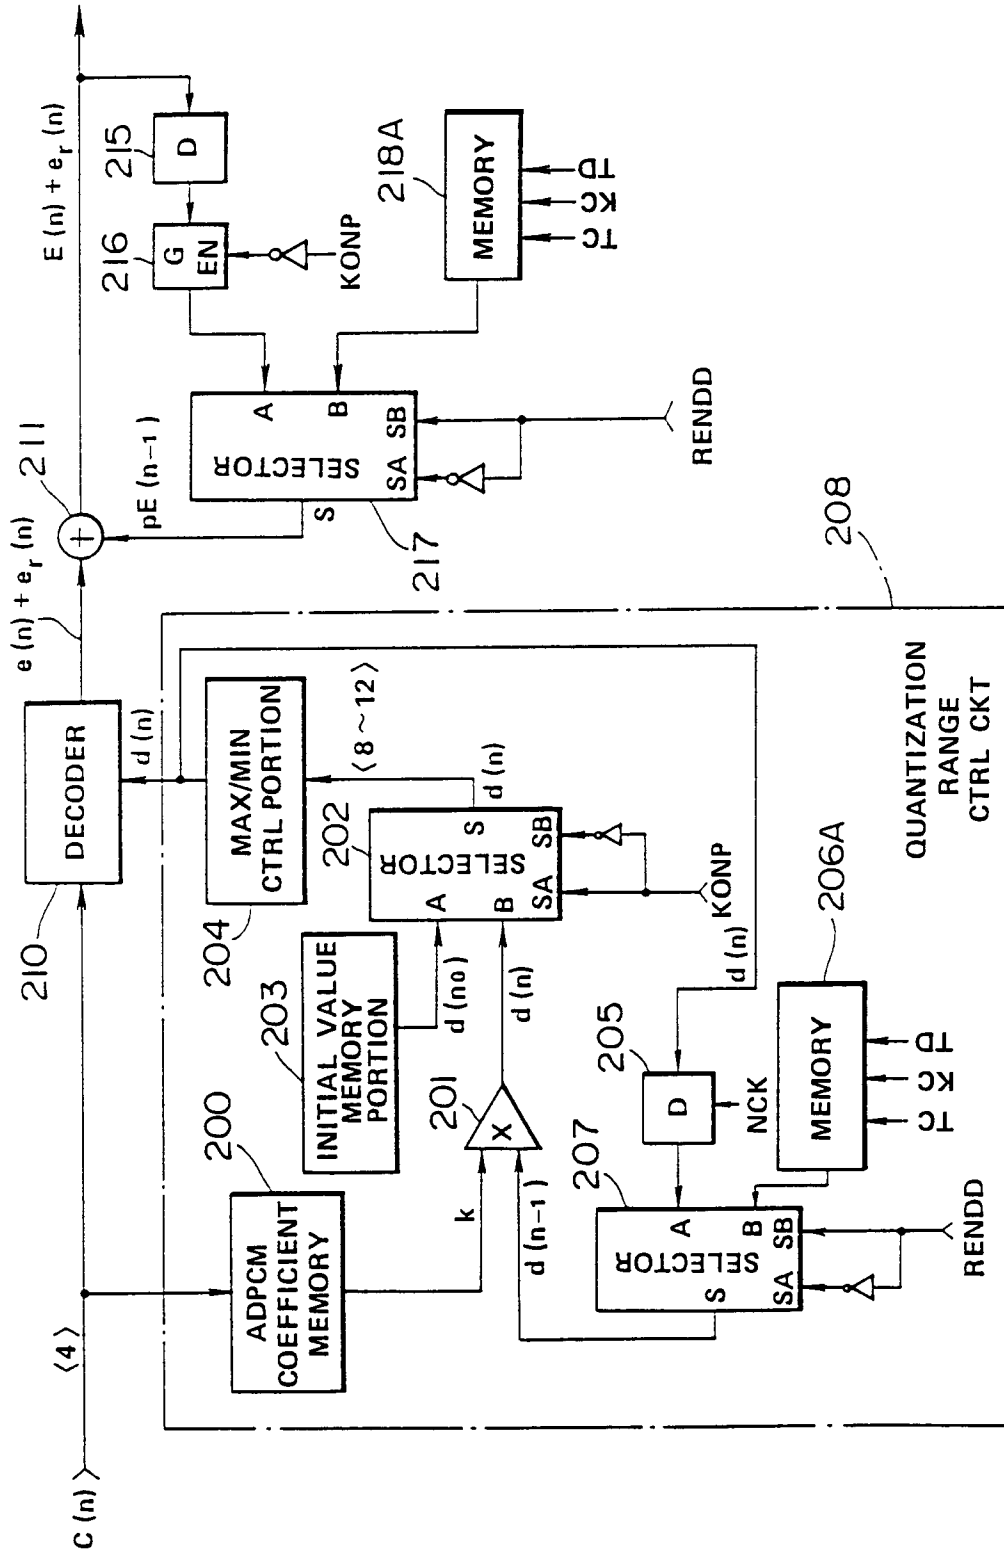 C (n)
⟨4⟩
210
DECODER
e (n) + e_r (n)
211
E (n) + e_r (n)
d (n)
pE (n-1)
215
D
216
G
EN
KONP
A
B
S
SELECTOR
SA
SB
217
218A
MEMORY
TC
KC
TD
RENDD
200
ADPCM
COEFFICIENT
MEMORY
203
INITIAL VALUE
MEMORY
PORTION
204
MAX/MIN
CTRL PORTION
⟨8 ~ 12⟩
d (n)
202
S
SELECTOR
A
B
SA
SB
KONP
d (n0)
d (n)
k
201
X
d (n-1)
207
A
B
S
SELECTOR
SA
SB
RENDD
205
D
NCK
d (n)
206A
MEMORY
TC
KC
TD
208
QUANTIZATION
RANGE
CTRL CKT